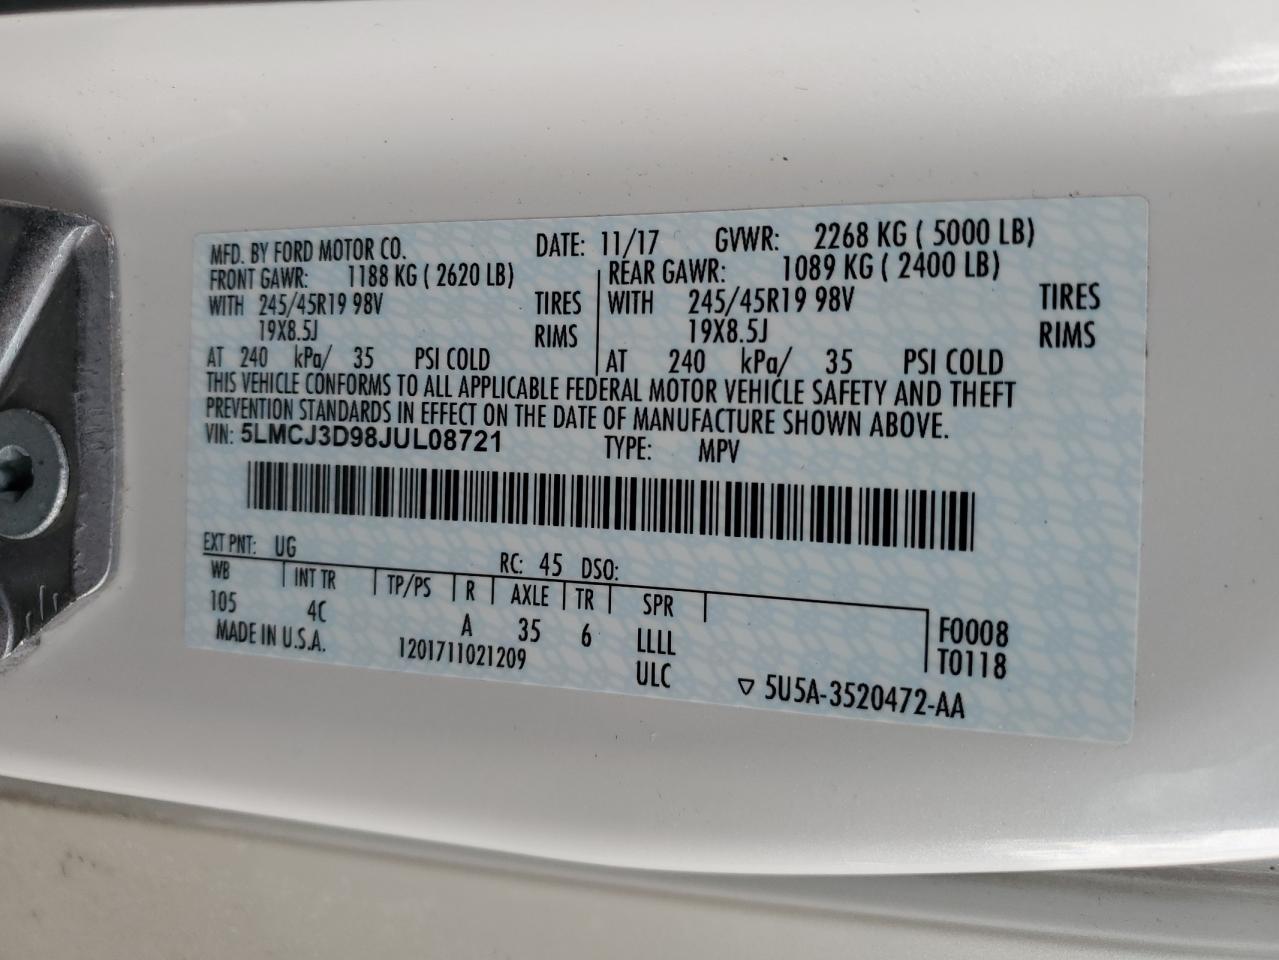 MFD. BY FORD MOTOR CO. DATE: 11/17 GVWR: 2268 KG ( 5000 LB)
FRONT GAWR: 1188 KG ( 2620 LB) REAR GAWR: 1089 KG ( 2400 LB)
WITH 245/45R19 98V TIRES WITH 245/45R19 98V TIRES
19X8.5J RIMS 19X8.5J RIMS
AT 240 kPa/ 35 PSI COLD AT 240 kPa/ 35 PSI COLD
THIS VEHICLE CONFORMS TO ALL APPLICABLE FEDERAL MOTOR VEHICLE SAFETY AND THEFT
PREVENTION STANDARDS IN EFFECT ON THE DATE OF MANUFACTURE SHOWN ABOVE.
VIN: 5LMCJ3D98JUL08721 TYPE: MPV
EXT PNT: UG RC: 45 DSO:
WB INT TR TP/PS R AXLE TR SPR
105 4C A 35 6 LLLL F0008
MADE IN U.S.A. 1201711021209 ULC T0118
▽ 5U5A-3520472-AA